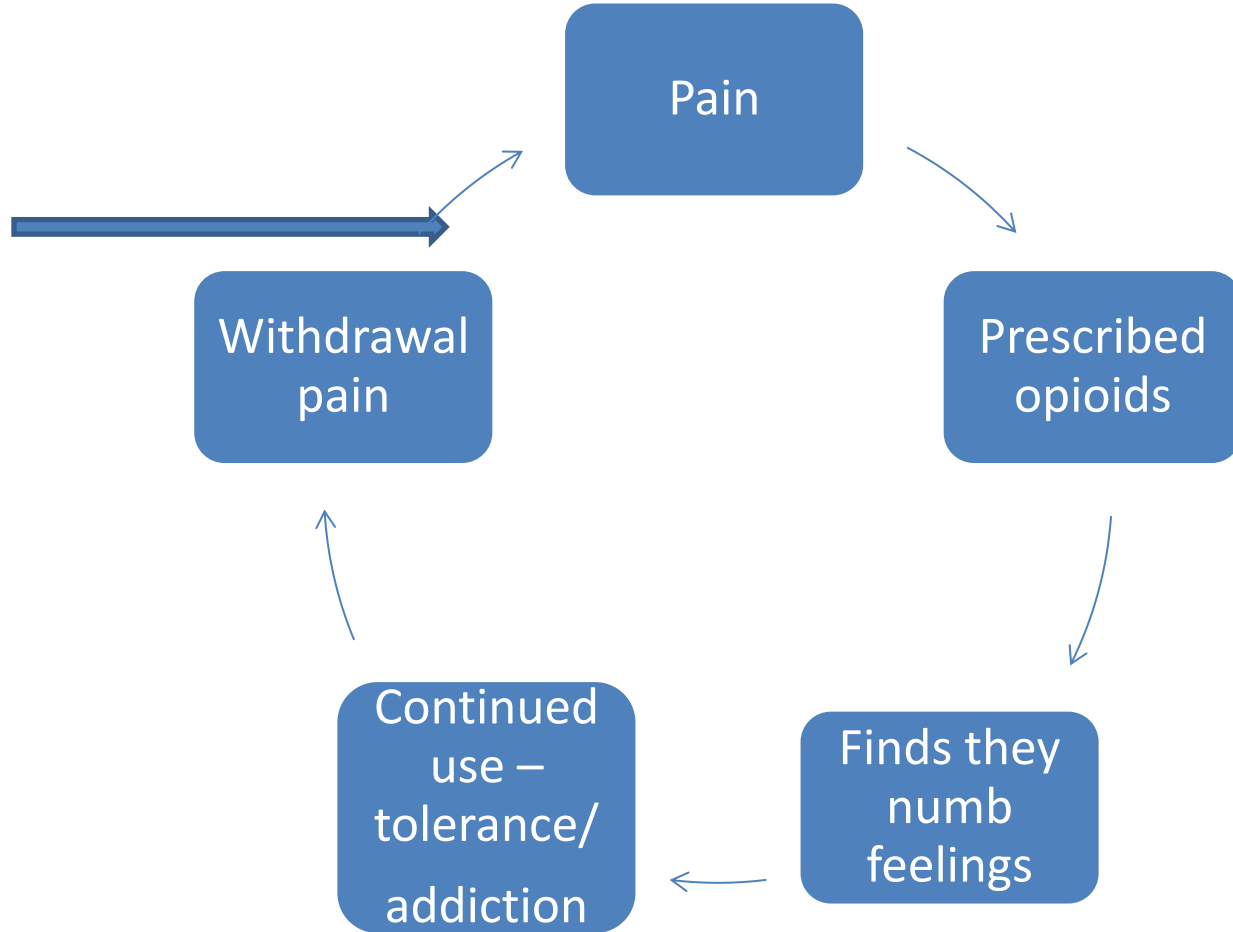 Pain
Prescribed
opioids
Finds they
numb
feelings
Continued
use –
tolerance/
addiction
Withdrawal
pain